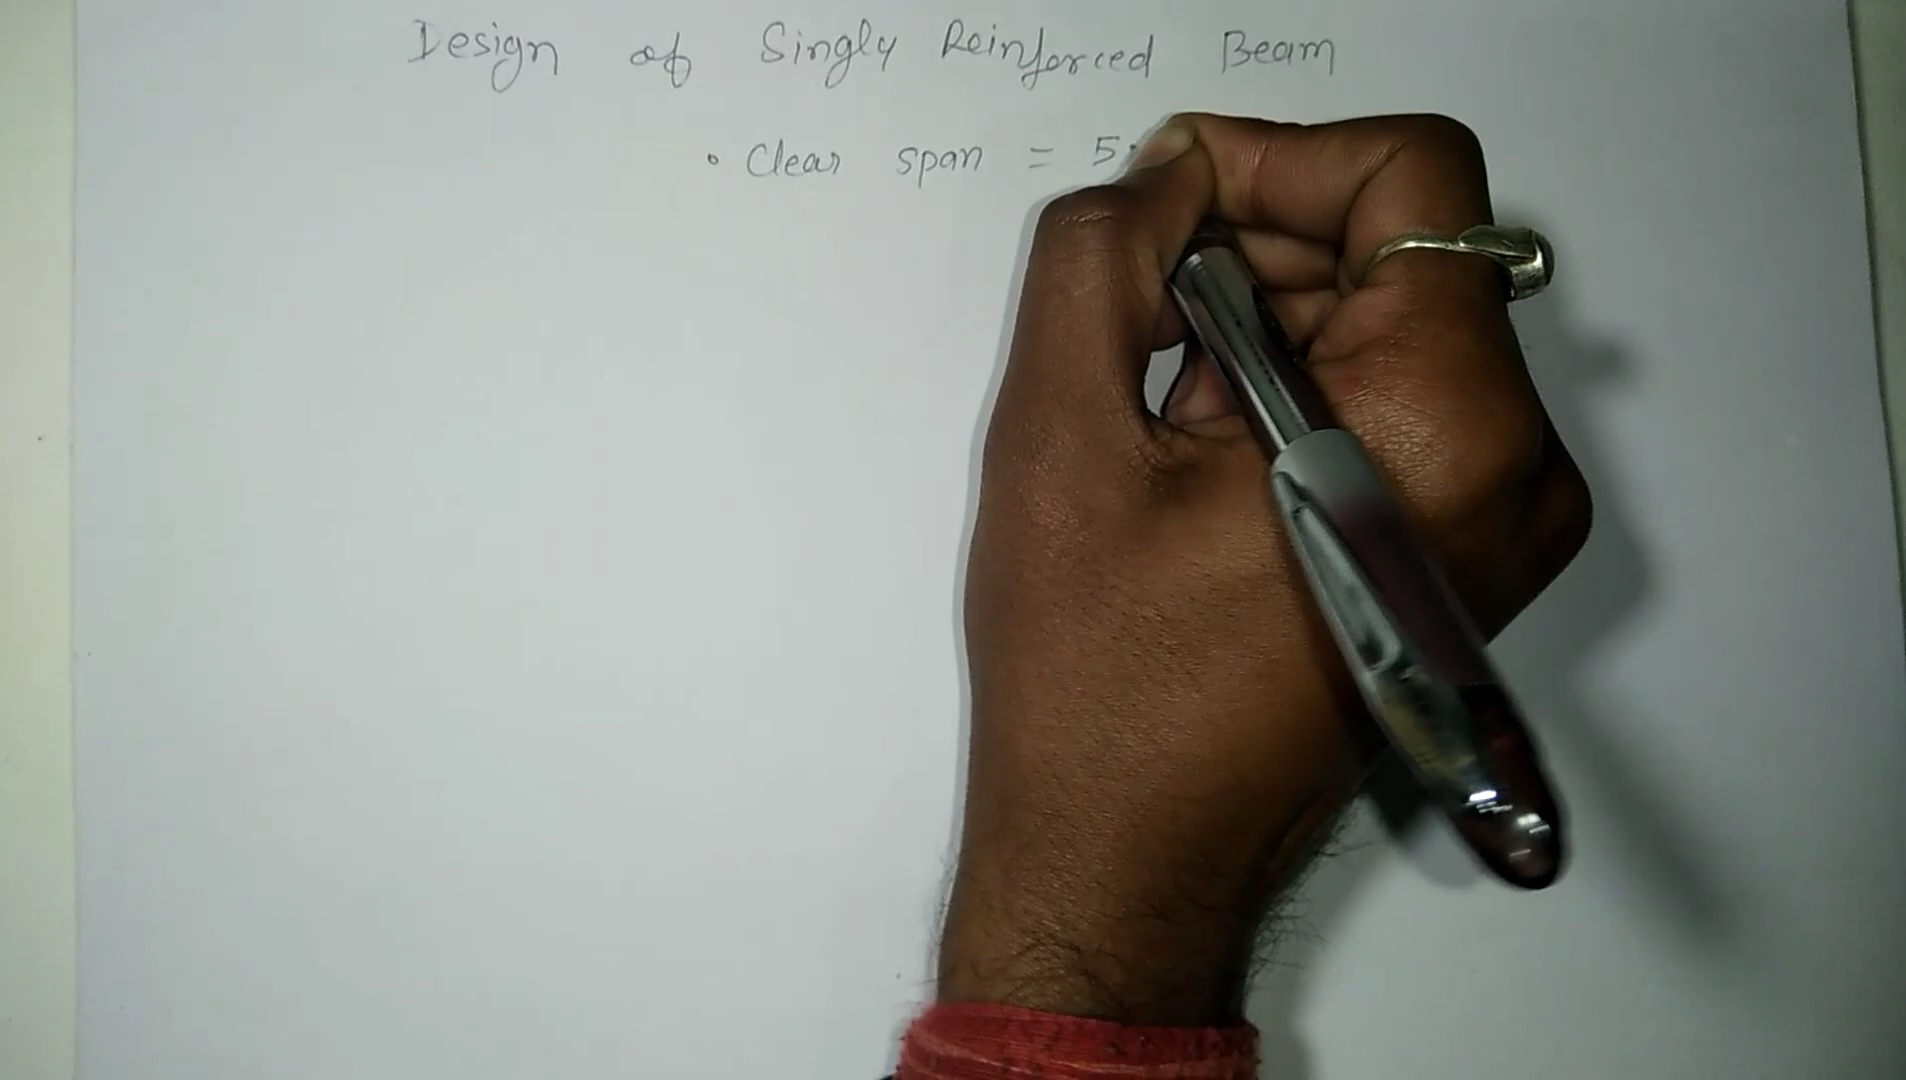 Design of Singly Reinforced Beam
• Clear span = 5.